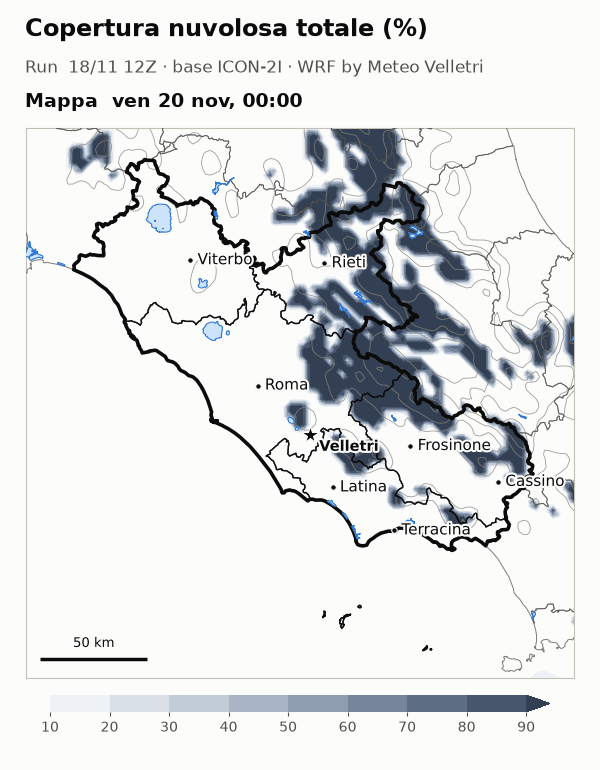 Copertura nuvolosa totale (%)
Run 18/11 12Z · base ICON-2I · WRF by Meteo Velletri
Mappa ven 20 nov, 00:00
Viterbo
Rieti
Roma
Velletri
Frosinone
Latina
Cassino
Terracina
50 km
10 20 30 40 50 60 70 80 90